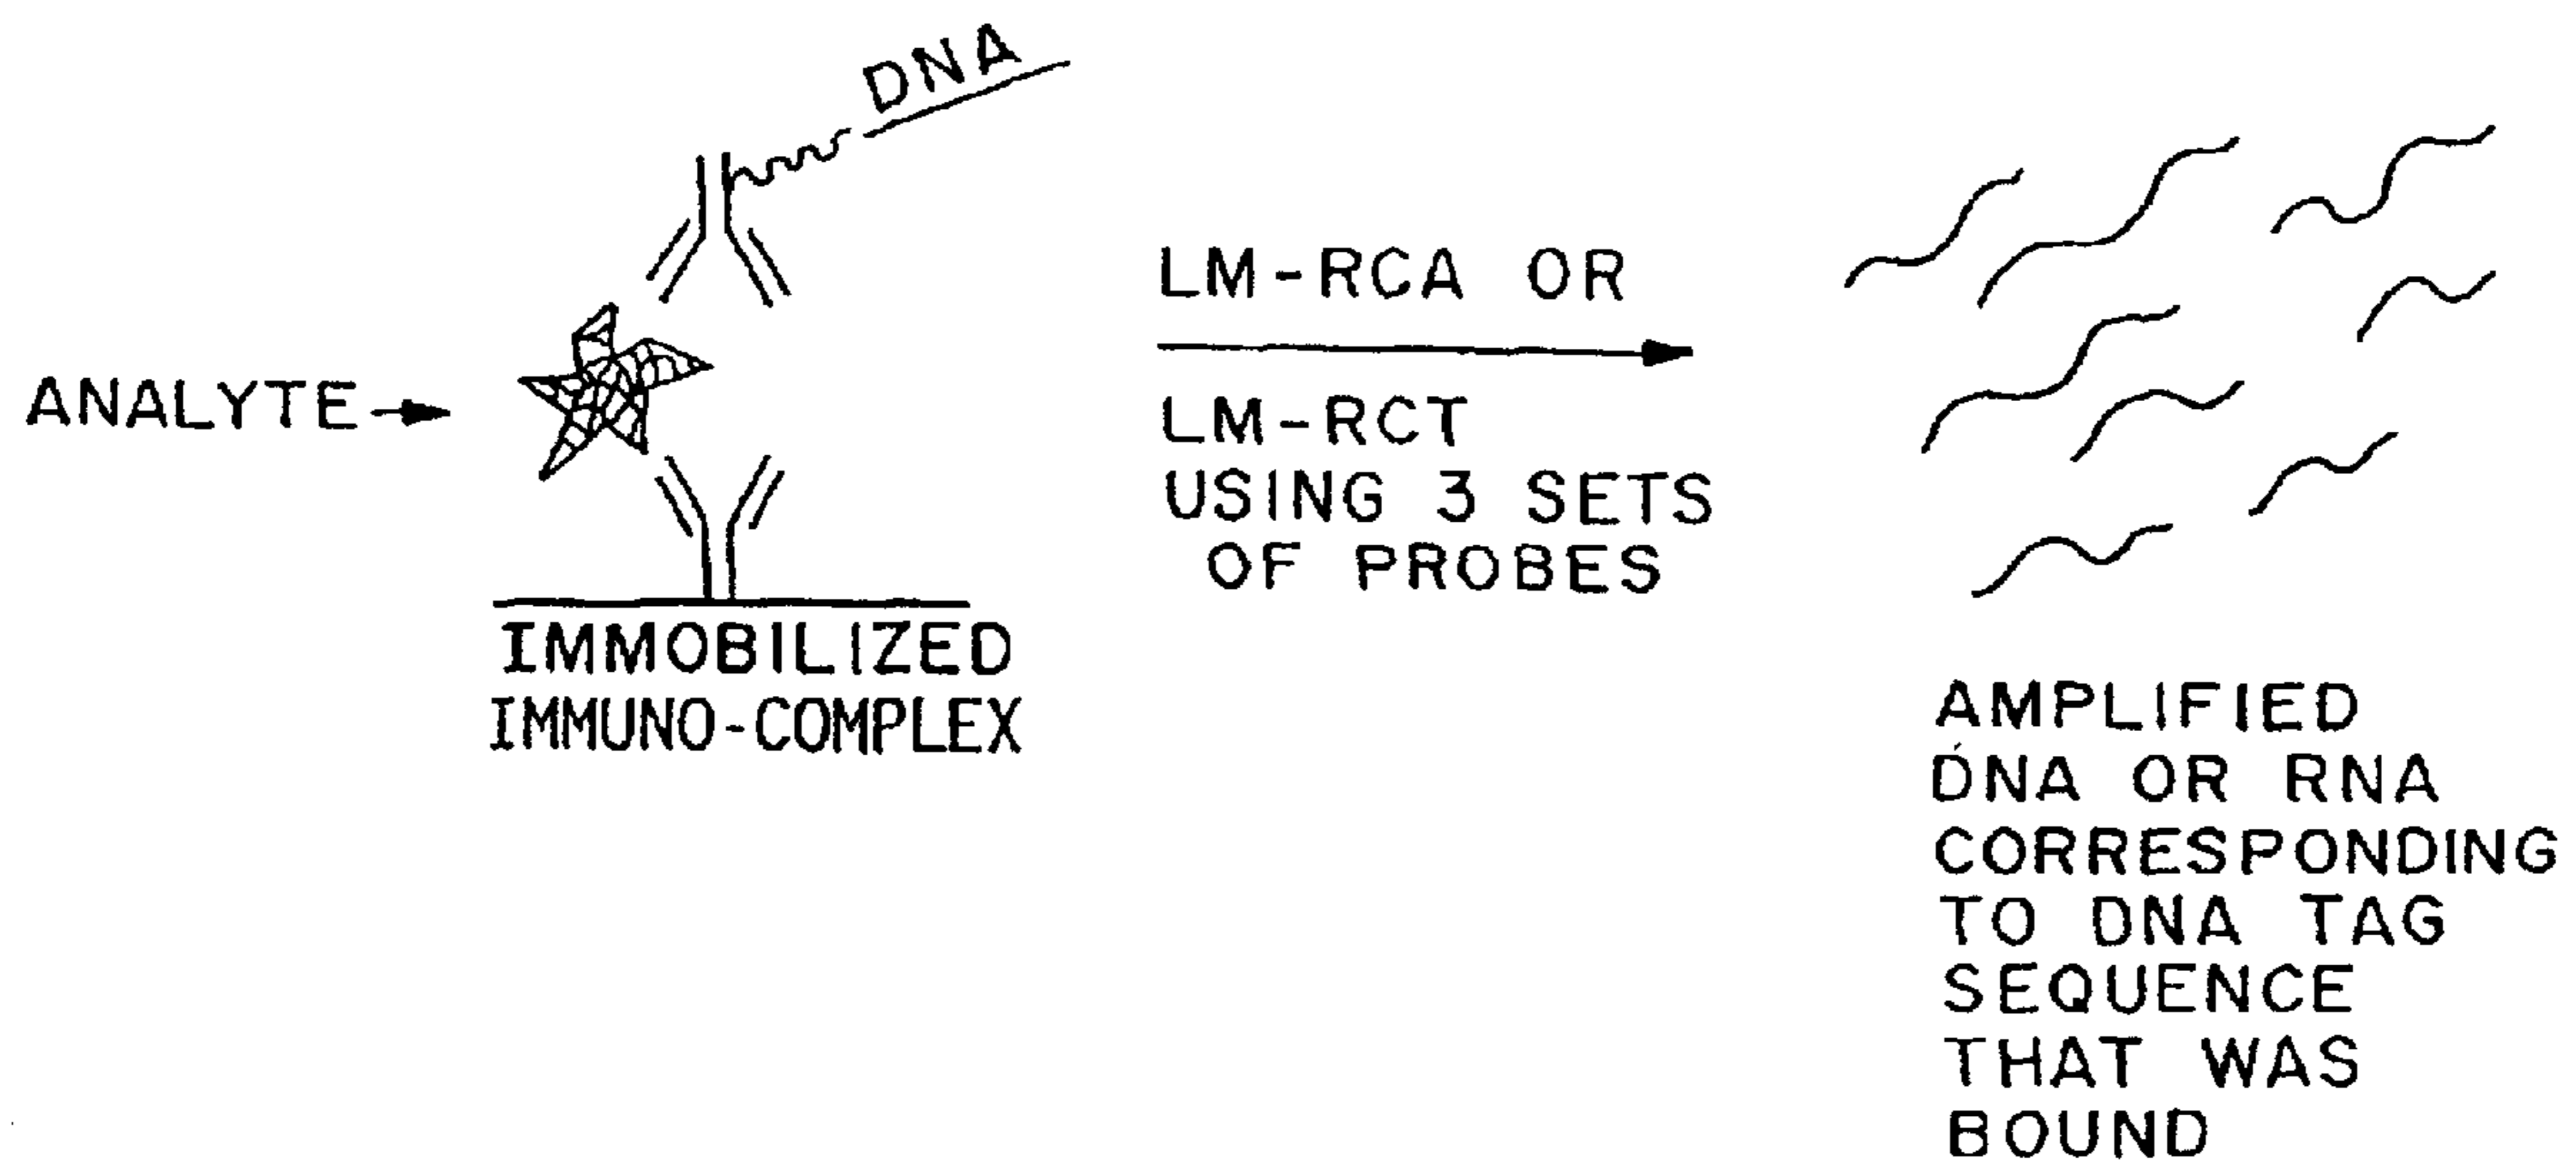 DNA
ANALYTE
IMMOBILIZED
IMMUNO-COMPLEX
LM-RCA OR
LM-RCT
USING 3 SETS
OF PROBES
AMPLIFIED
DNA OR RNA
CORRESPONDING
TO DNA TAG
SEQUENCE
THAT WAS
BOUND